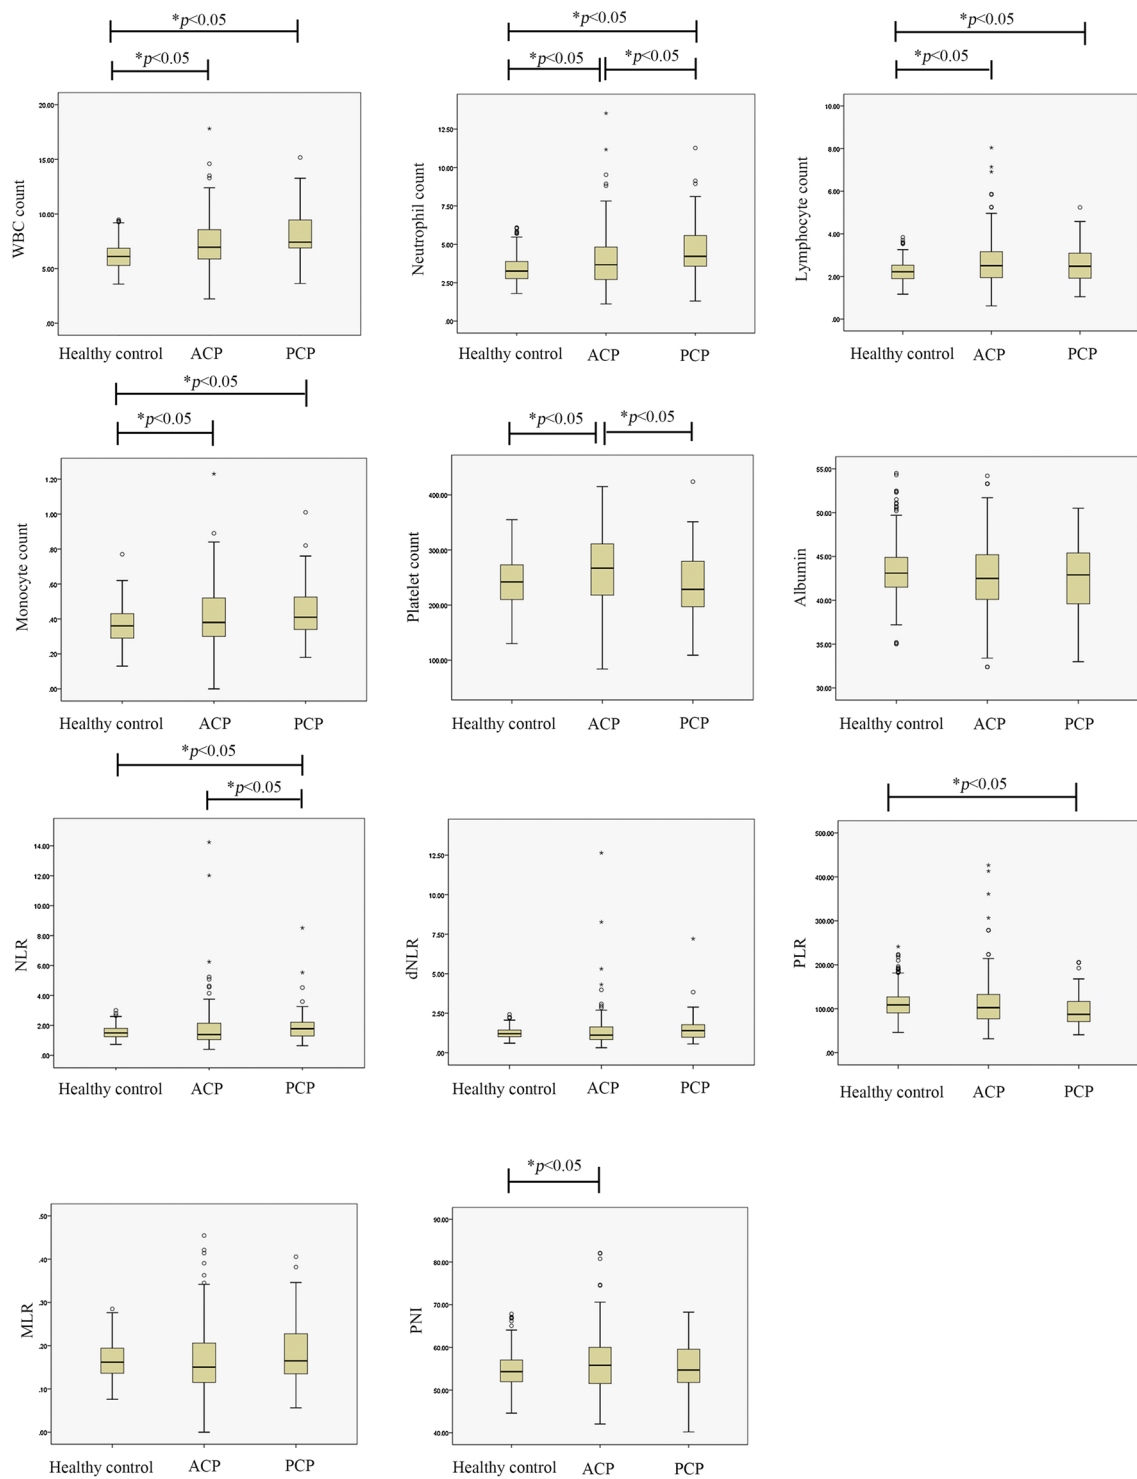 *p<0.05
*p<0.05
20.00
15.00
10.00
5.00
.00
WBC count
Healthy control
ACP
PCP
*p<0.05
*p<0.05
*p<0.05
12.50
10.00
7.50
5.00
2.50
.00
Neutrophil count
Healthy control
ACP
PCP
*p<0.05
*p<0.05
10.00
8.00
6.00
4.00
2.00
.00
Lymphocyte count
Healthy control
ACP
PCP
*p<0.05
*p<0.05
1.20
1.00
.80
.60
.40
.20
.00
Monocyte count
Healthy control
ACP
PCP
*p<0.05
*p<0.05
400.00
300.00
200.00
100.00
Platelet count
Healthy control
ACP
PCP
55.00
50.00
45.00
40.00
35.00
30.00
Albumin
Healthy control
ACP
PCP
*p<0.05
*p<0.05
14.00
12.00
10.00
8.00
6.00
4.00
2.00
.00
NLR
Healthy control
ACP
PCP
12.50
10.00
7.50
5.00
2.50
.00
dNLR
Healthy control
ACP
PCP
*p<0.05
500.00
400.00
300.00
200.00
100.00
.00
PLR
Healthy control
ACP
PCP
.50
.40
.30
.20
.10
.00
MLR
Healthy control
ACP
PCP
*p<0.05
90.00
80.00
70.00
60.00
50.00
40.00
PNI
Healthy control
ACP
PCP